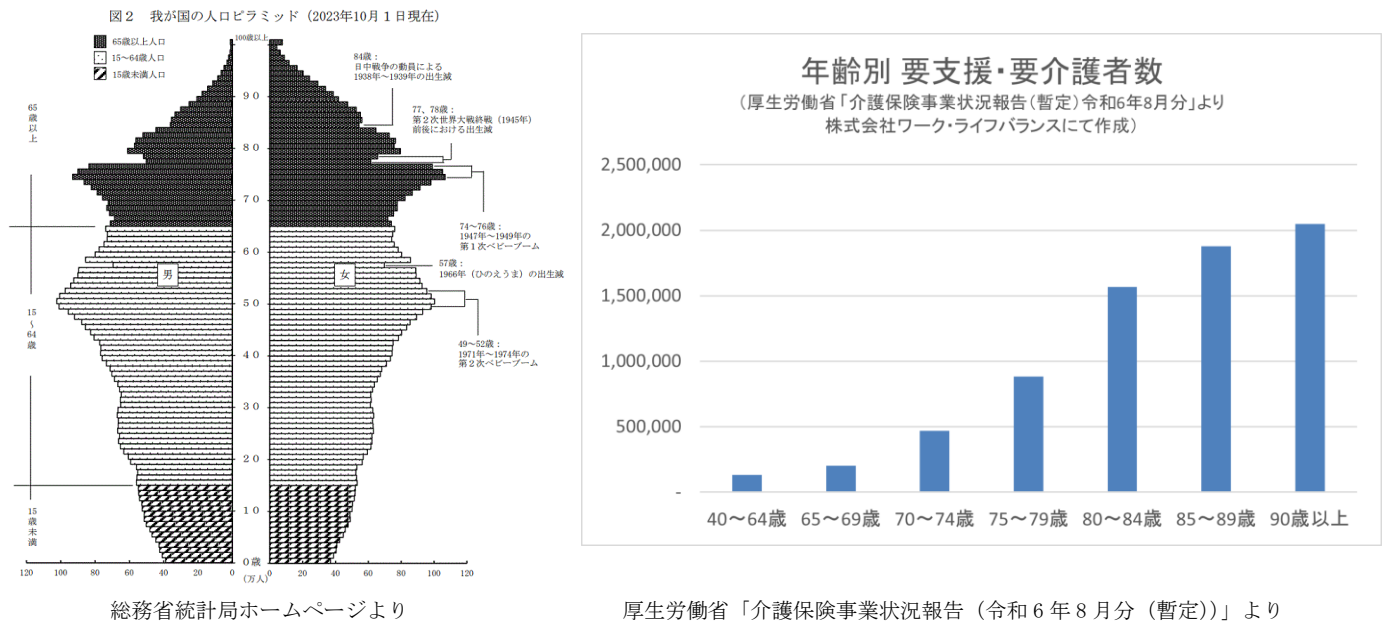 図２　我が国の人口ピラミッド（2023年10月１日現在）
65歳以上人口
15～64歳人口
15歳未満人口
65歳以上
15～64歳
15歳未満
100歳以上
９０
８０
７０
６０
５０
４０
３０
２０
１０
０歳
男
女
84歳：
日中戦争の動員による
1938年～1939年の出生減
77、78歳：
第２次世界大戦終戦（1945年）
前後における出生減
74～76歳：
1947年～1949年の
第１次ベビーブーム
57歳：
1966年（ひのえうま）の出生減
49～52歳：
1971年～1974年の
第２次ベビーブーム
120 100 80 60 40 20 0 0 20 40 60 80 100 120
（万人）
総務省統計局ホームページより
年齢別 要支援・要介護者数
（厚生労働省「介護保険事業状況報告（暫定）令和6年8月分」より
株式会社ワーク・ライフバランスにて作成）
2,500,000
2,000,000
1,500,000
1,000,000
500,000
-
40～64歳 65～69歳 70～74歳 75～79歳 80～84歳 85～89歳 90歳以上
厚生労働省「介護保険事業状況報告（令和６年８月分（暫定））」より